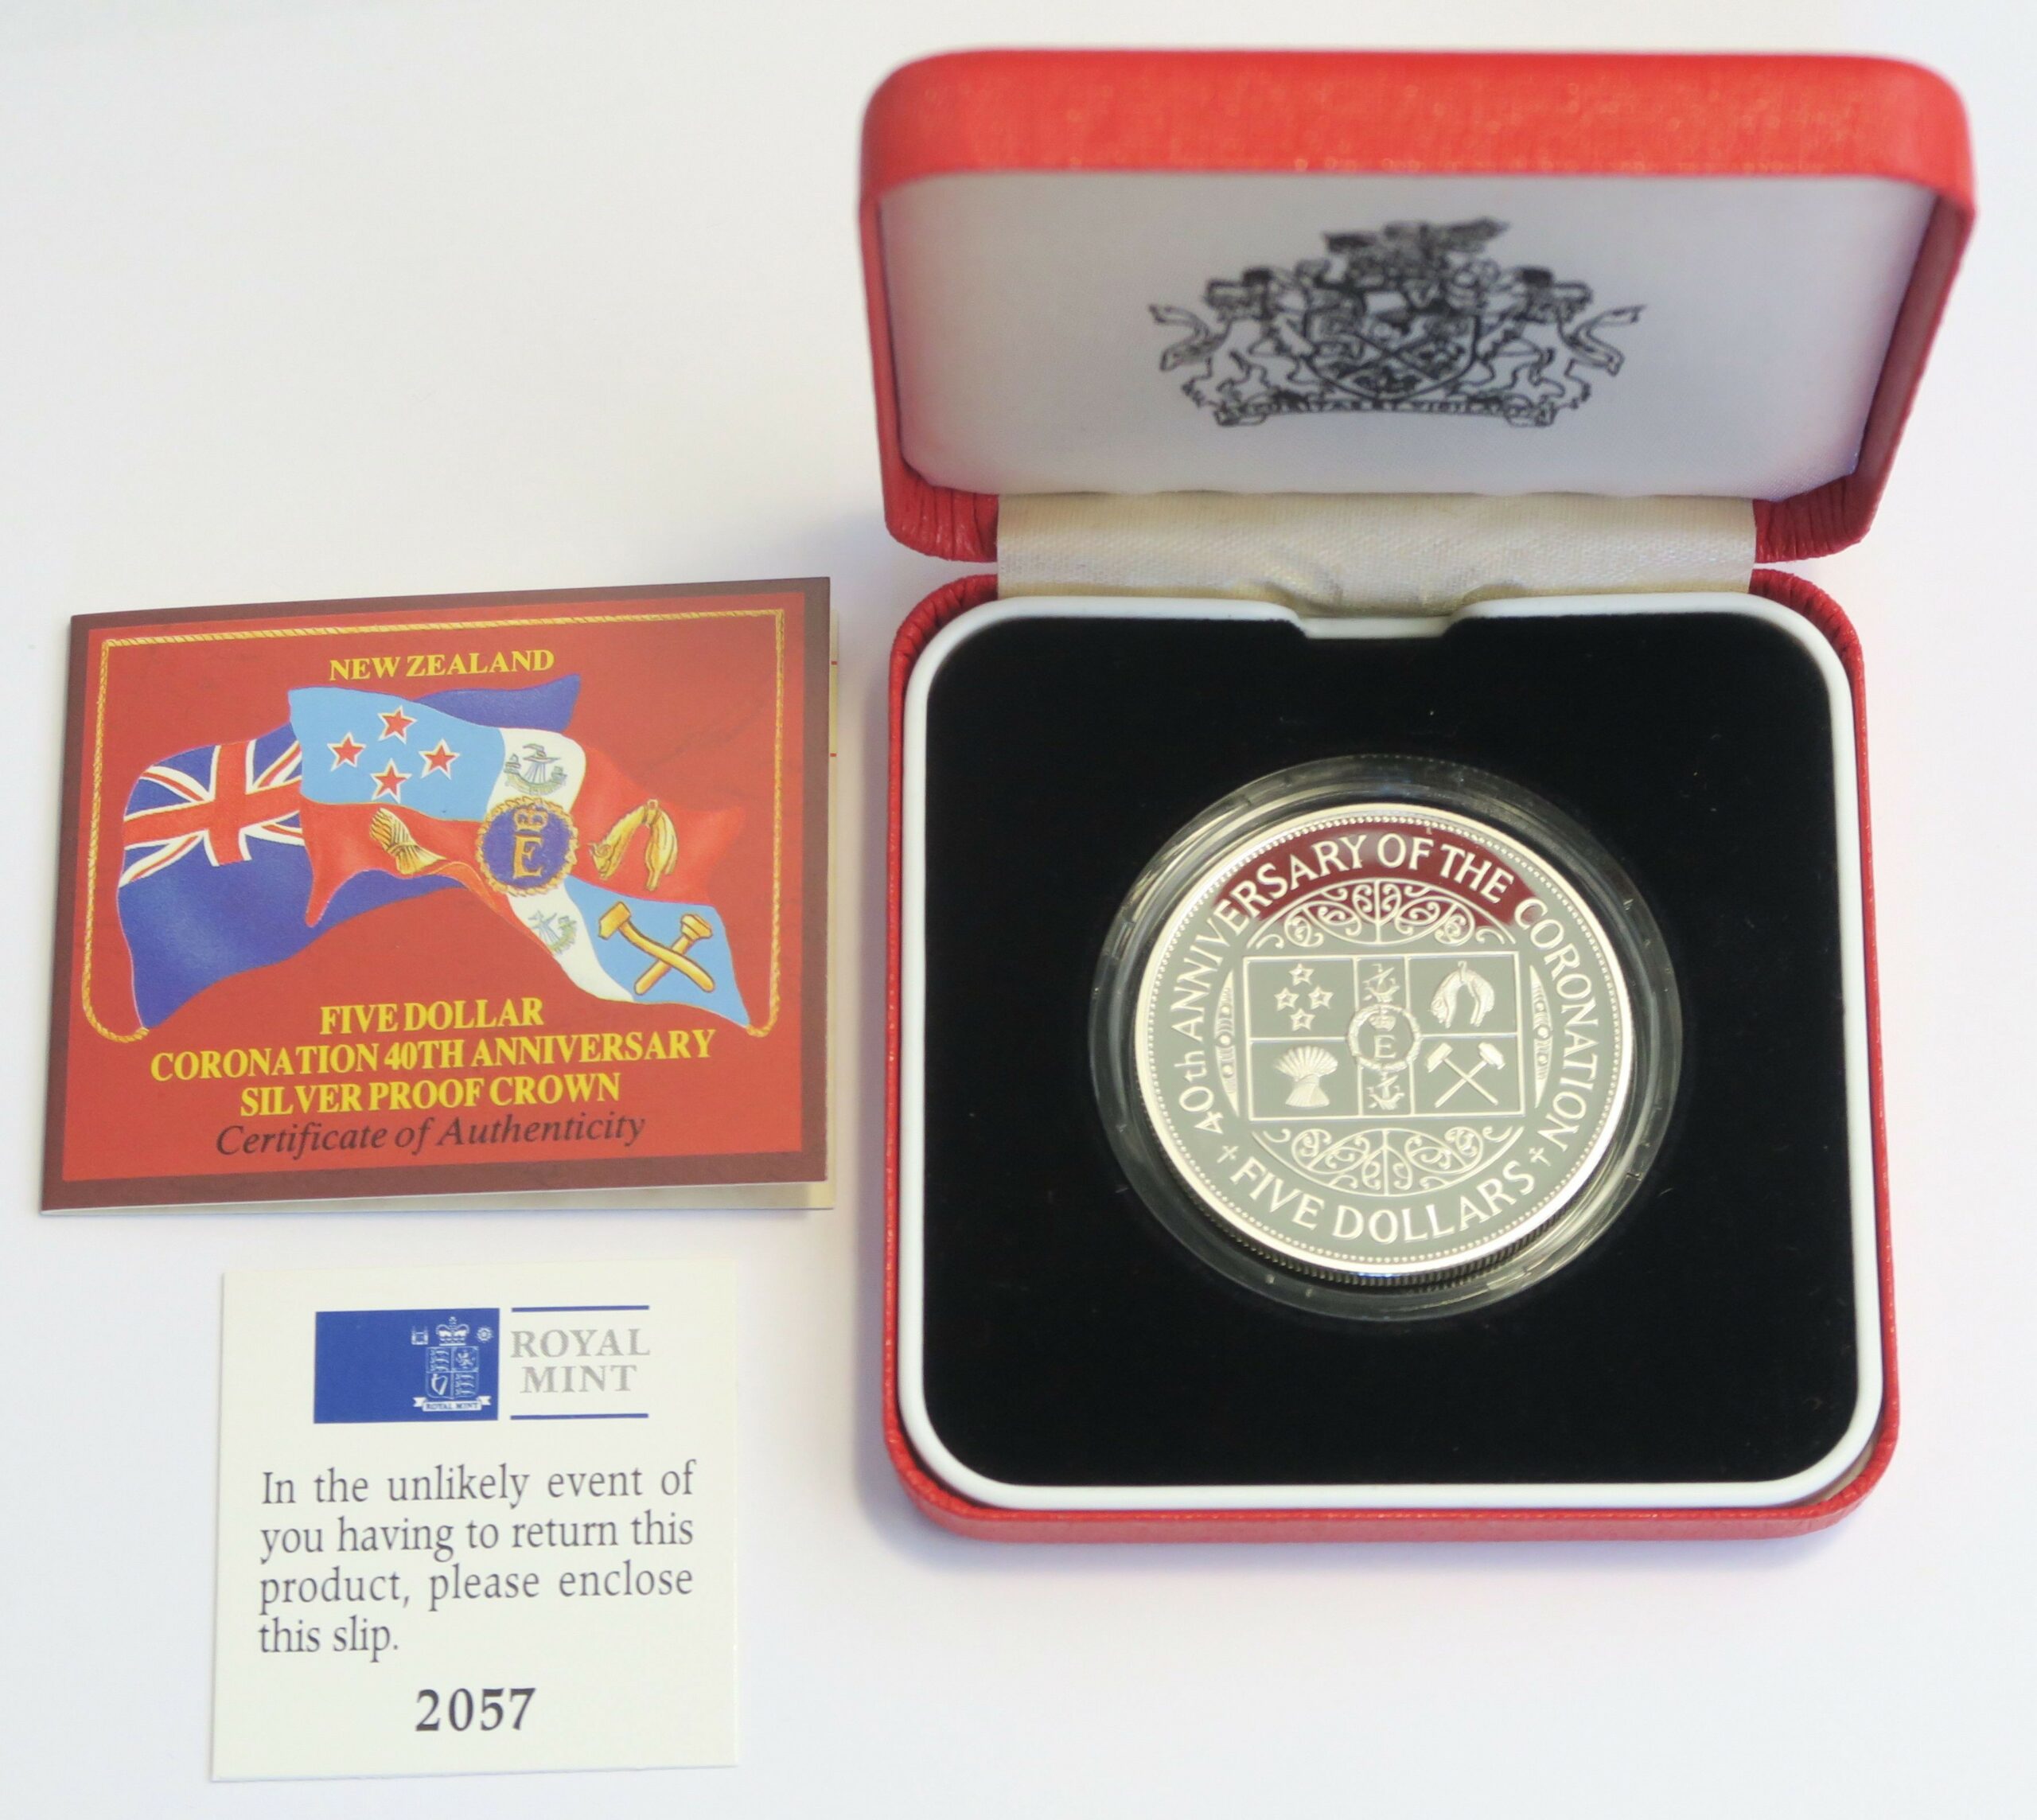 NEW ZEALAND
E
FIVE DOLLAR
CORONATION 40TH ANNIVERSARY
SILVER PROOF CROWN
Certificate of Authenticity
ROYAL MINT
ROYAL
MINT
In the unlikely event of
you having to return this
product, please enclose
this slip.
2057
40th ANNIVERSARY OF THE CORONATION
E
FIVE DOLLARS